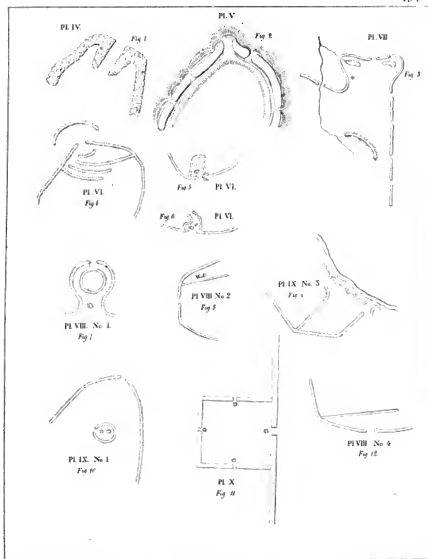 Pl. IV.
Fig 1
Pl. V
Fig. 2
Pl. VII
Fig. 3
Pl. VI.
Fig 4
Fig 5
Pl VI.
Fig 6
Pl VI.
Pl. VIII. No 1.
Fig 7
Wall
Pl VIII No 2
Fig 8
Pl. IX No. 3
Pl. IX. No 1
Fig 10
Pl. X
Fig 11
Pl VIII No 4
Fig 12